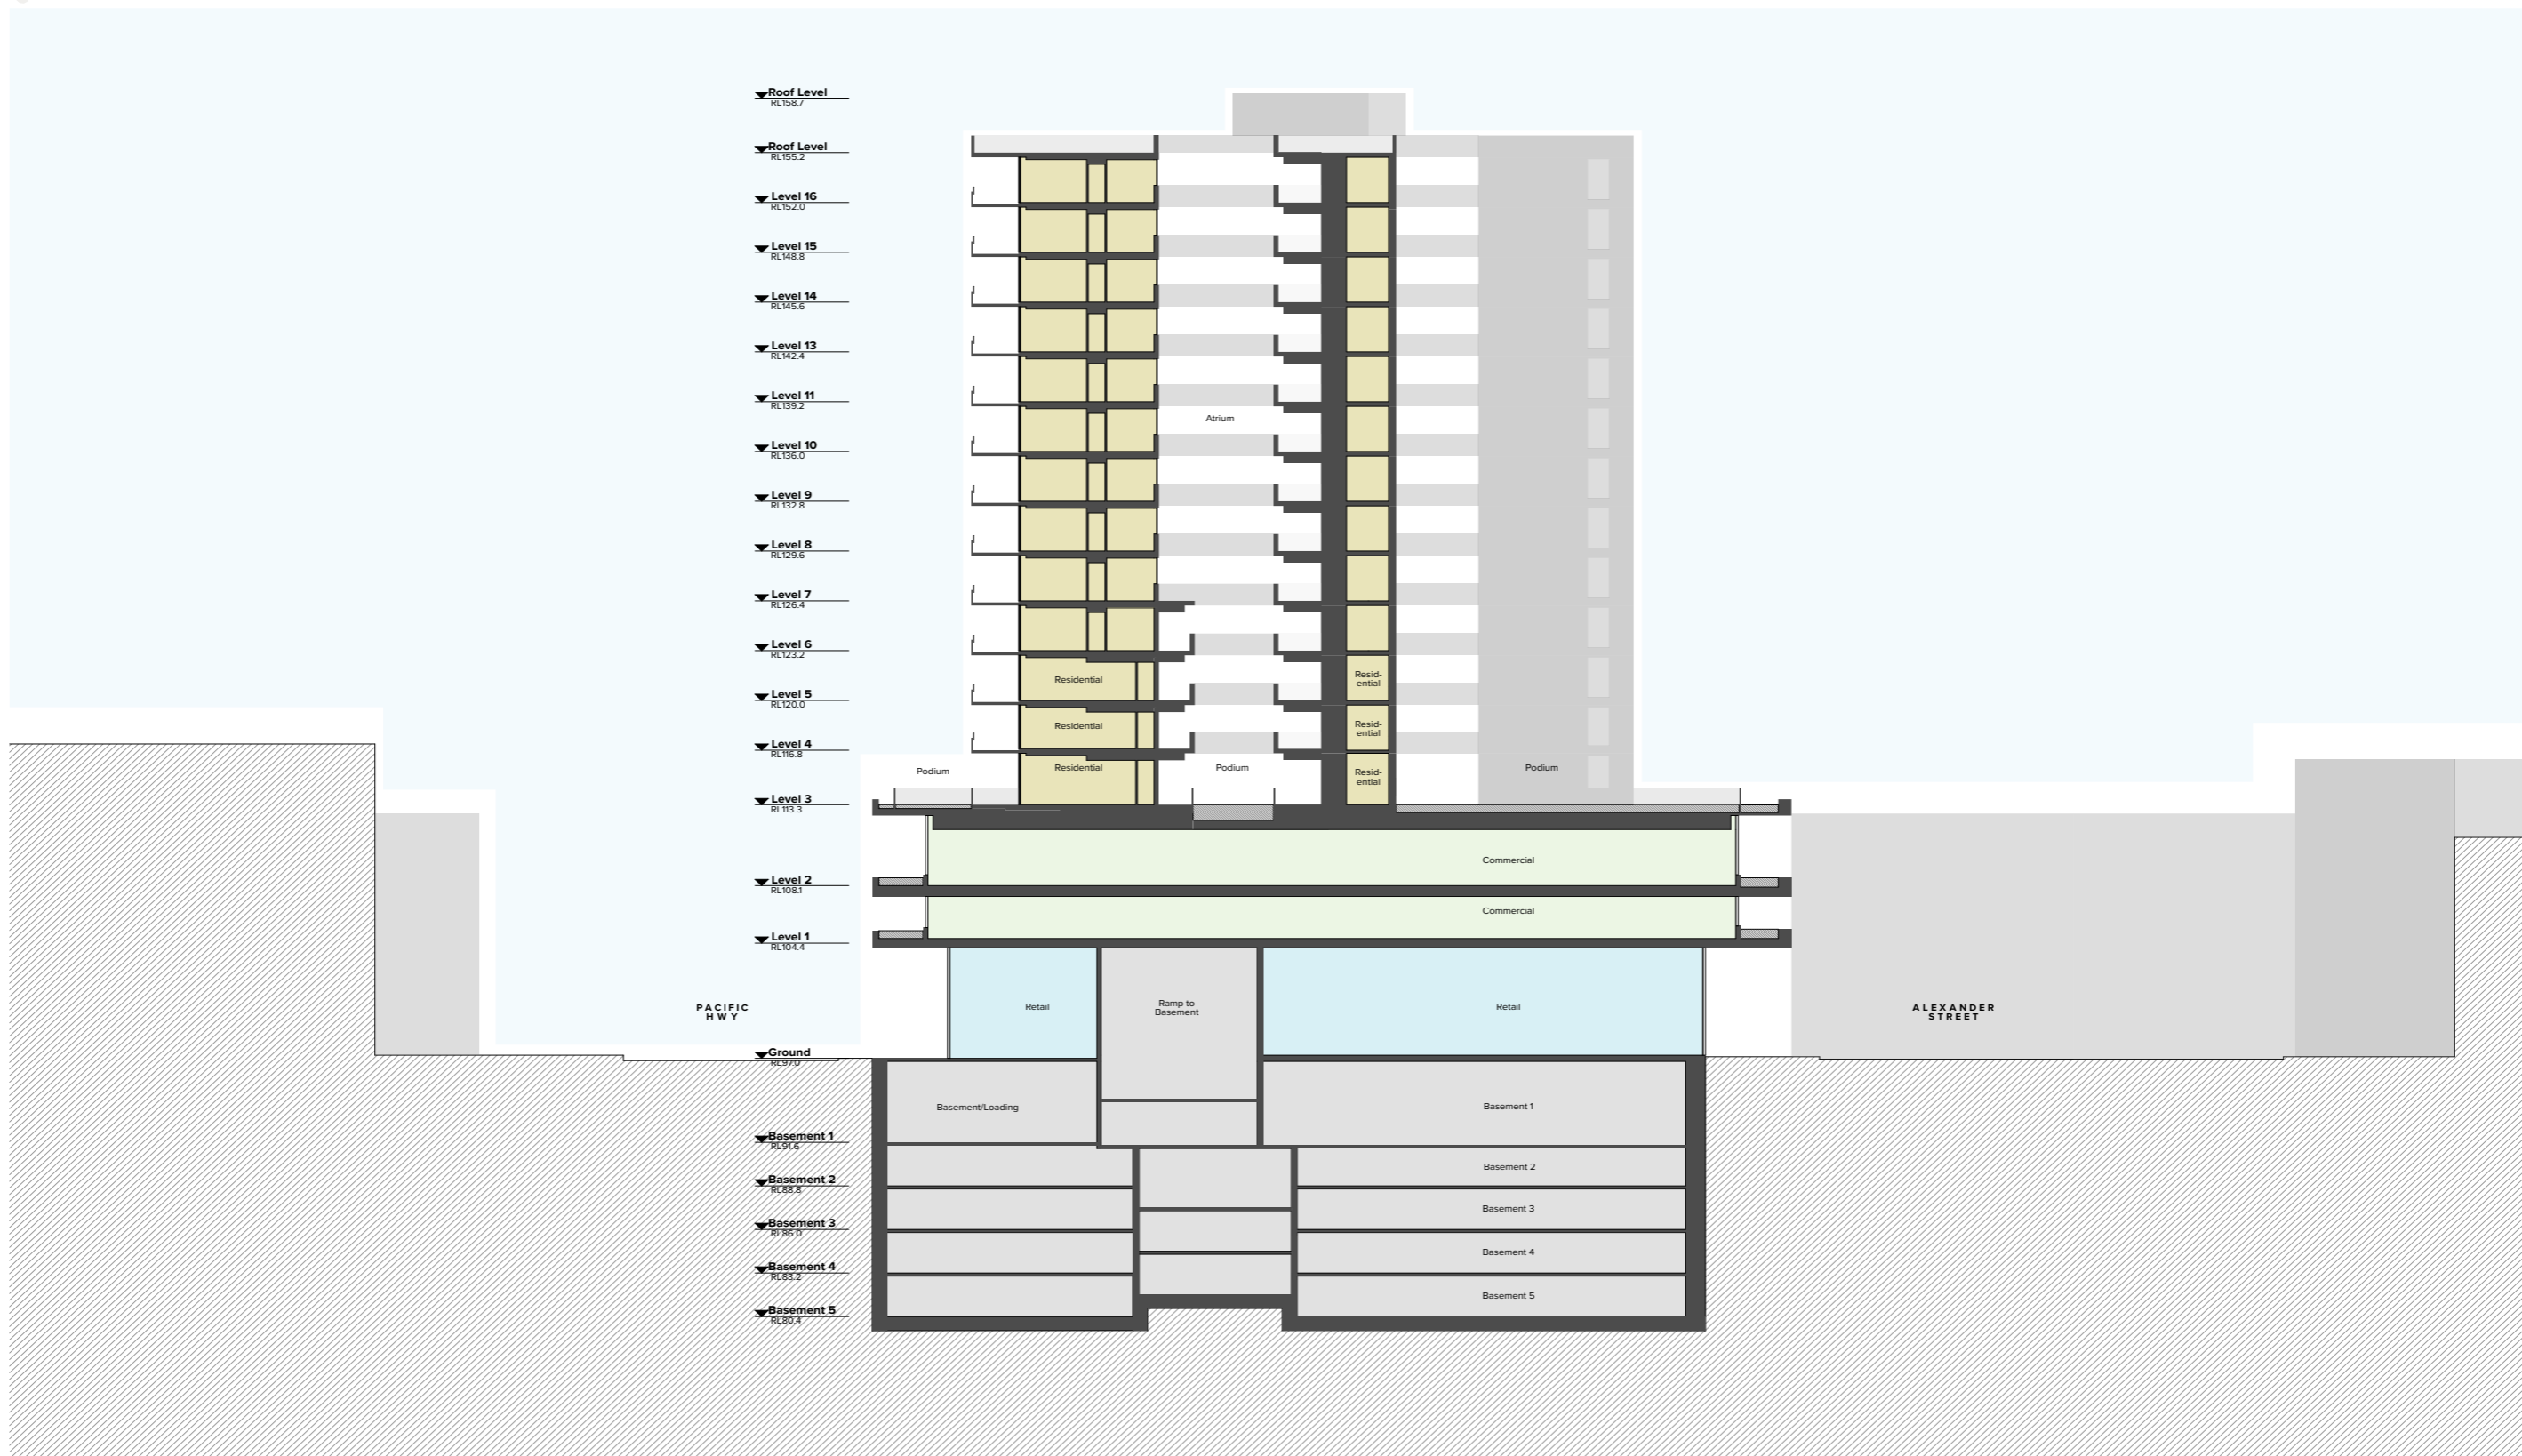 Roof Level
RL158.7
Roof Level
RL155.2
Level 16
RL152.0
Level 15
RL148.8
Level 14
RL145.6
Level 13
RL142.4
Level 11
RL139.2
Atrium
Level 10
RL136.0
Level 9
RL132.8
Level 8
RL129.6
Level 7
RL126.4
Level 6
RL123.2
Residential
Resid-
ential
Level 5
RL120.0
Residential
Resid-
ential
Level 4
RL116.8
Podium
Residential
Podium
Resid-
ential
Podium
Level 3
RL113.3
Commercial
Level 2
RL108.1
Commercial
Level 1
RL104.4
PACIFIC
HWY
Retail
Ramp to
Basement
Retail
ALEXANDER
STREET
Ground
RL97.0
Basement/Loading
Basement 1
Basement 1
RL91.6
Basement 2
Basement 2
RL88.8
Basement 3
Basement 3
RL86.0
Basement 4
Basement 4
RL83.2
Basement 5
Basement 5
RL80.4